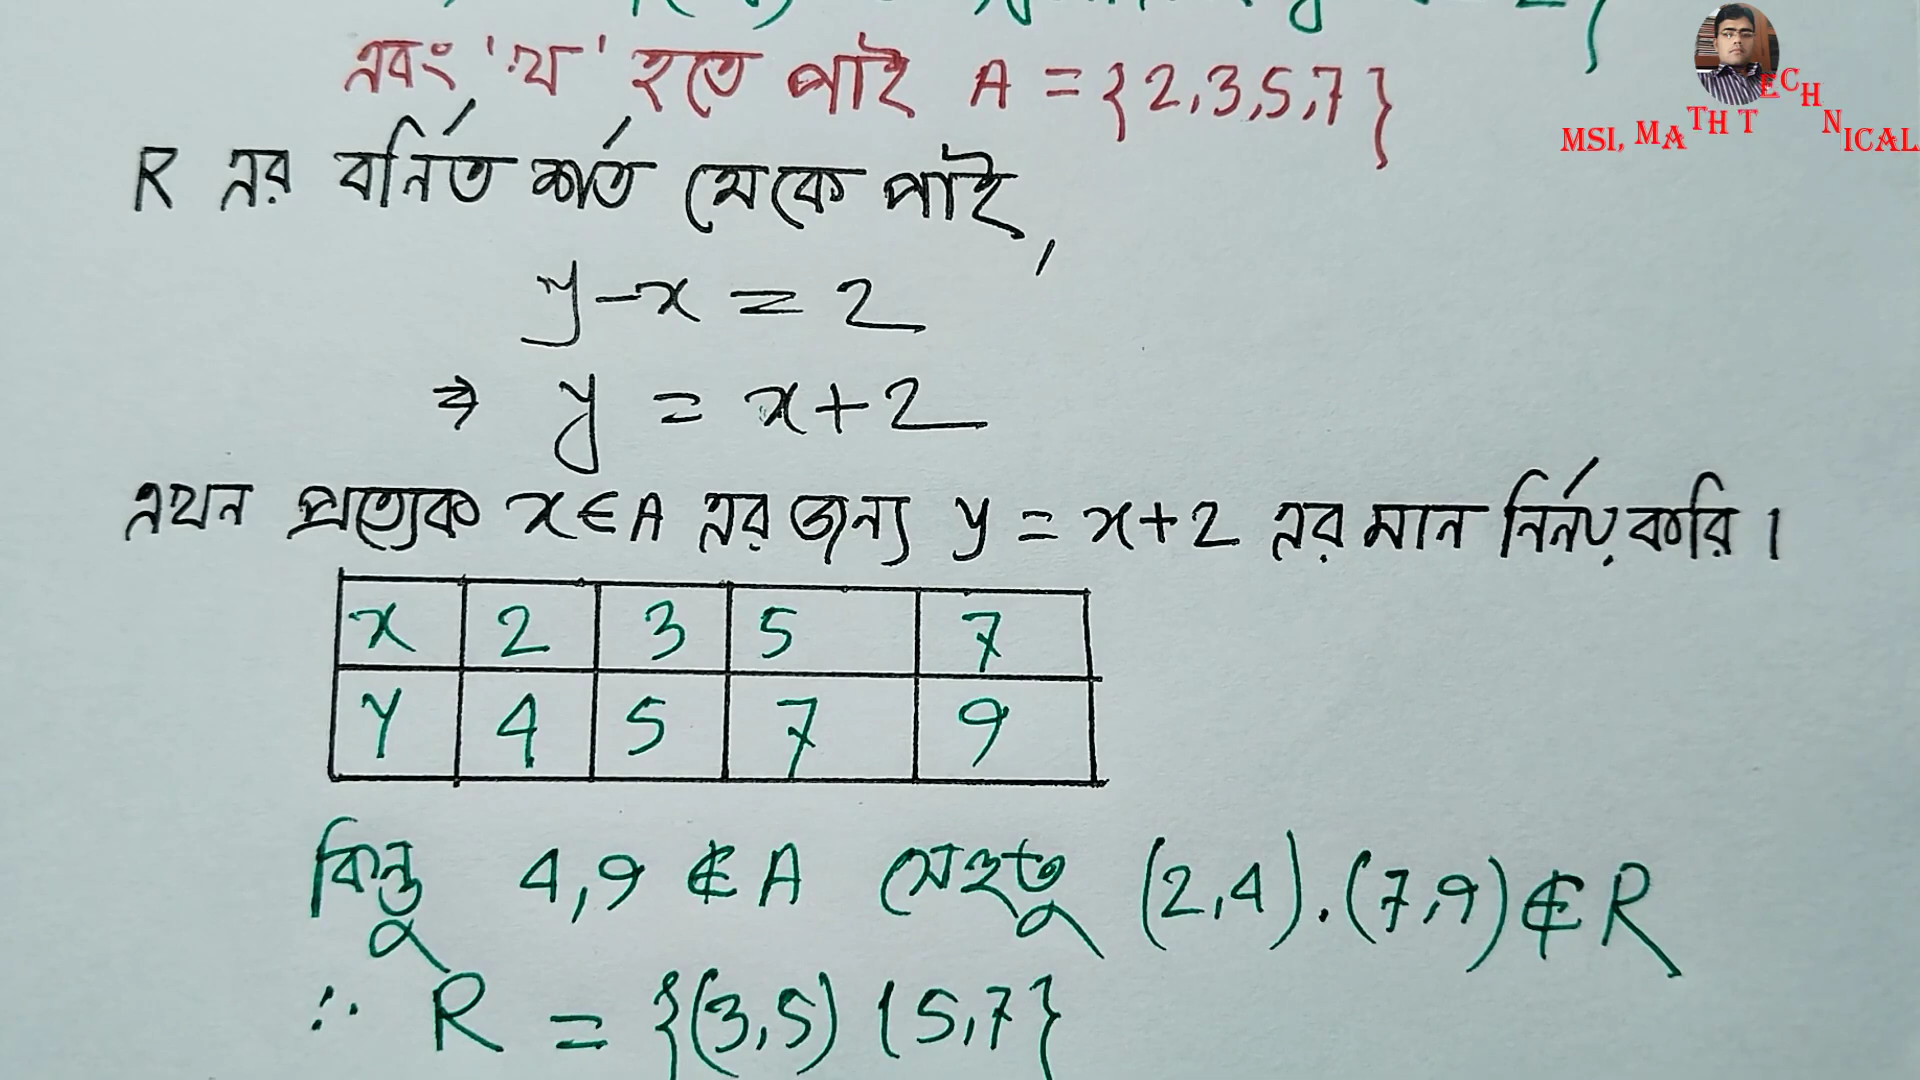 এবং 'খ' হতে পাই A = {2,3,5,7}
MSI, MATH TECHNICAL
R এর বর্নিত শর্ত থেকে পাই,
y-x = 2
⇒ y = x+2
এখন প্রত্যেক x∈A এর জন্য y = x+2 এর মান নির্নয় করি।
x 2 3 5 7
y 4 5 7 9
কিন্তু 4,9 ∉ A সেহেতু (2,4).(7,9) ∉ R
∴ R = {(3,5) (5,7}